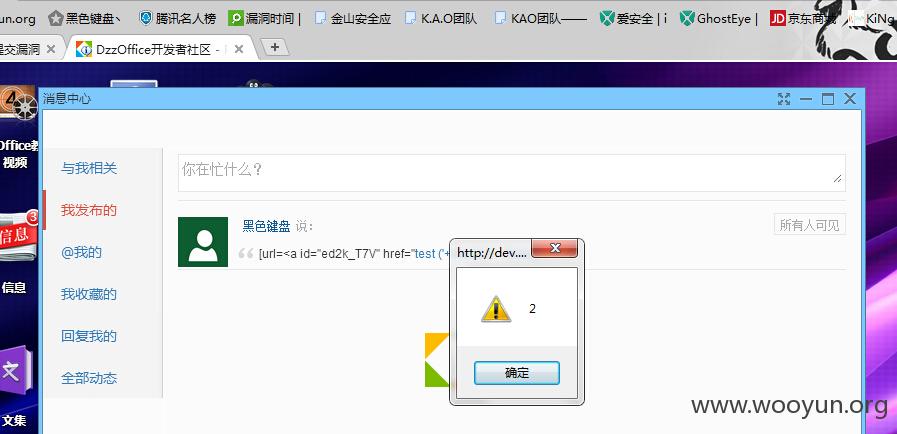 un.org 黑色键盘 腾讯名人榜 漏洞时间 | 金山安全应 K.A.O团队 KAO团队—— 爱安全 | i GhostEye | 京东商城 KiNg
提交漏洞 DzzOffice开发者社区 -
消息中心
Office教
视频
与我相关
你在忙什么?
我发布的
3
信息
黑色键盘 说:
所有人可见
@我的
[url=<a id="ed2k_T7V" href="test ('+
http://dev....
信息
我收藏的
2
回复我的
文
确定
全部动态
文集
www.wooyun.org